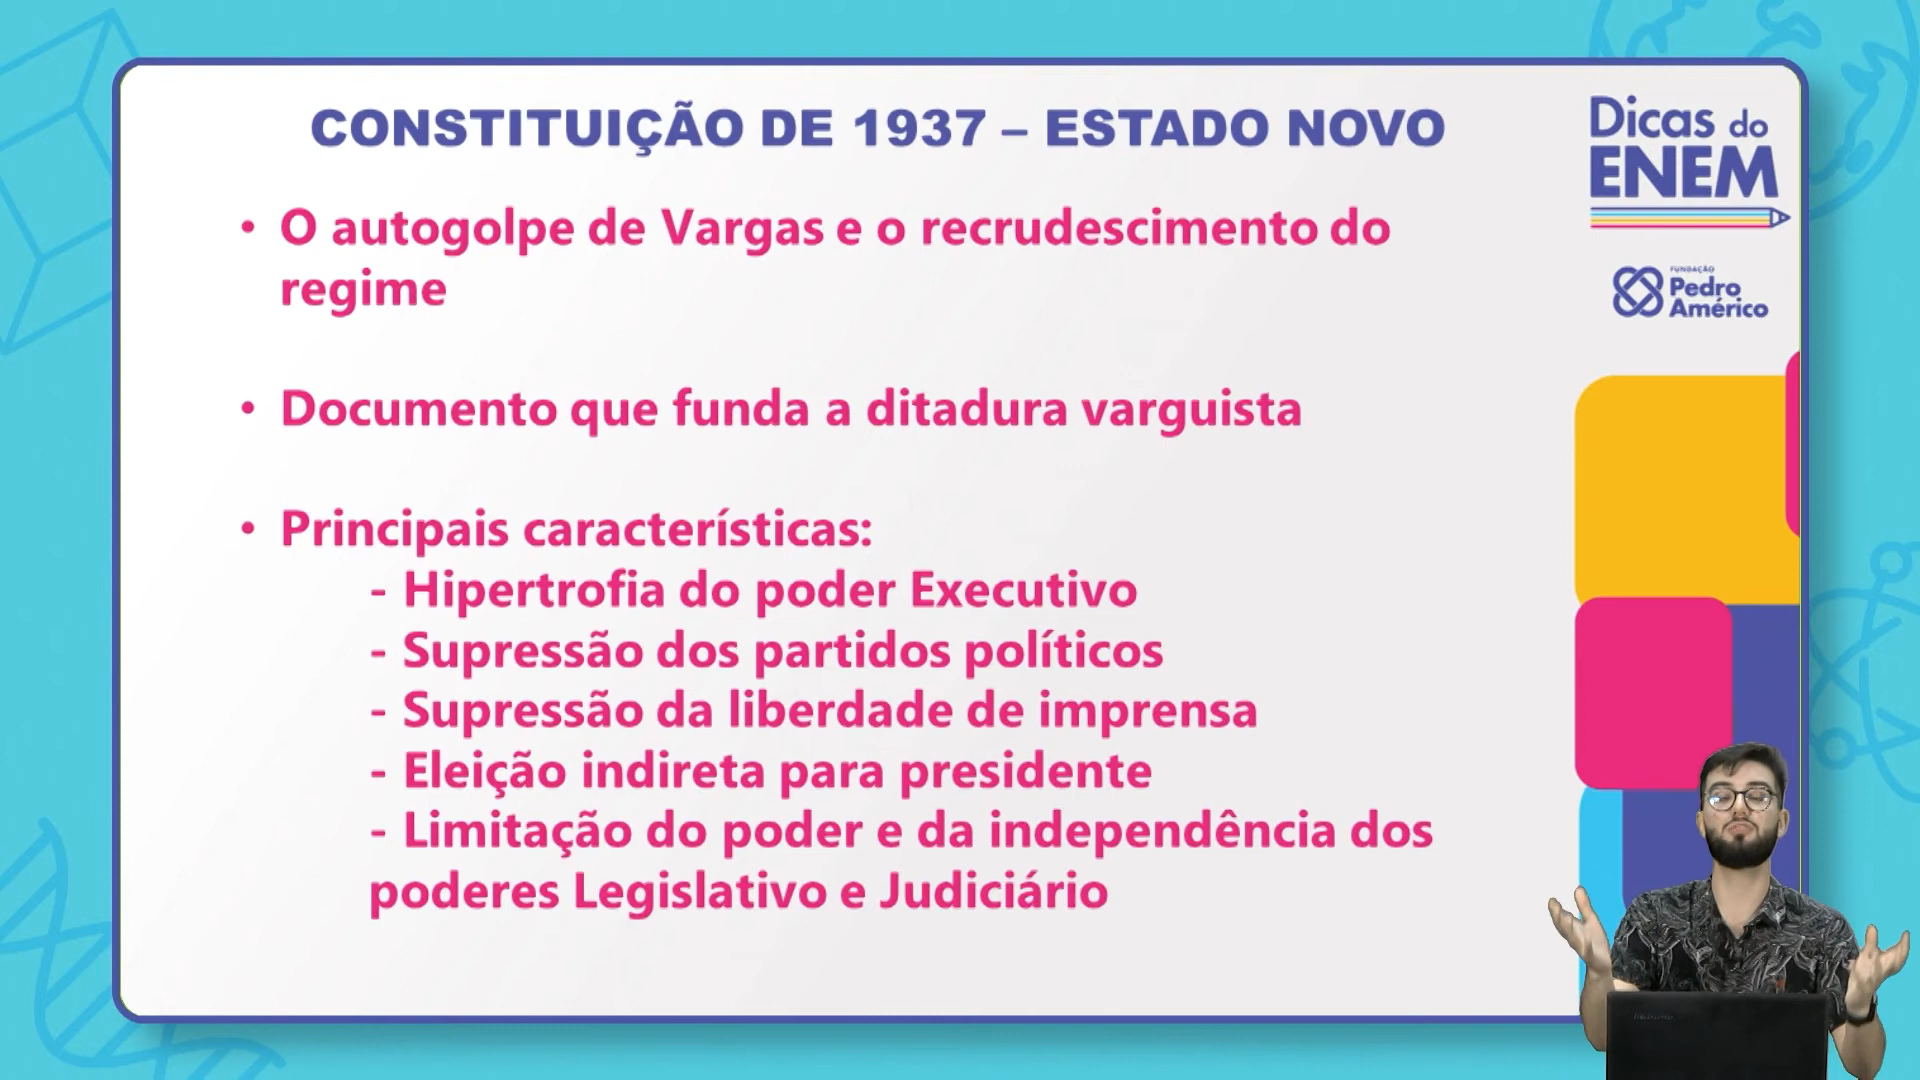 CONSTITUIÇÃO DE 1937 – ESTADO NOVO
Dicas do
ENEM
FUNDAÇÃO
Pedro
Américo
• O autogolpe de Vargas e o recrudescimento do
regime
• Documento que funda a ditadura varguista
• Principais características:
- Hipertrofia do poder Executivo
- Supressão dos partidos políticos
- Supressão da liberdade de imprensa
- Eleição indireta para presidente
- Limitação do poder e da independência dos
poderes Legislativo e Judiciário